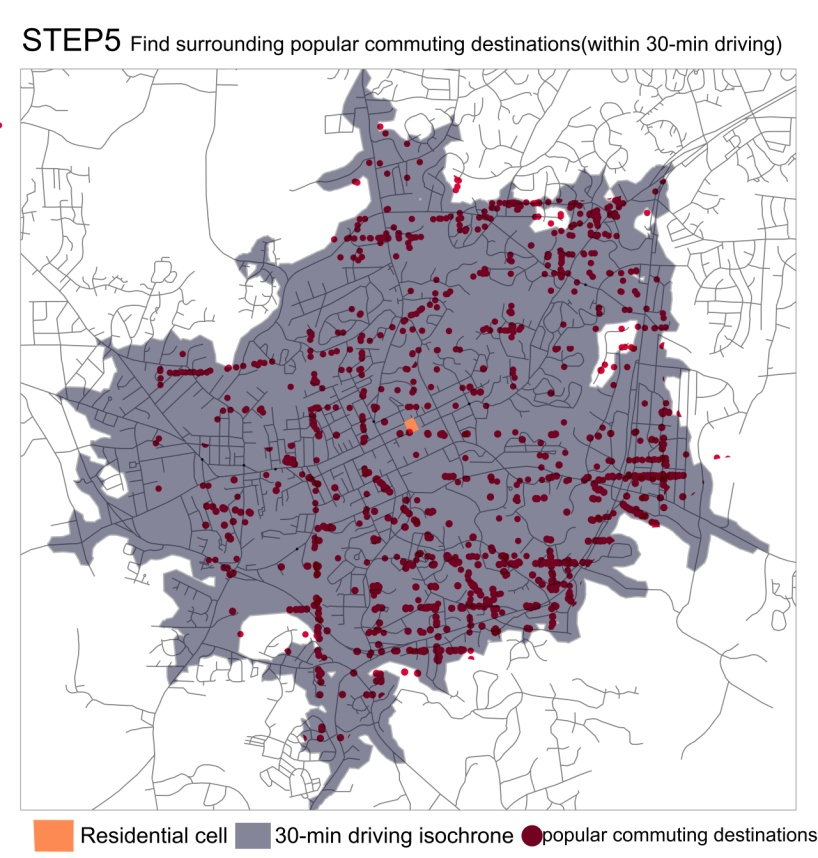 STEP5 Find surrounding popular commuting destinations(within 30-min driving)
Residential cell 30-min driving isochrone popular commuting destinations